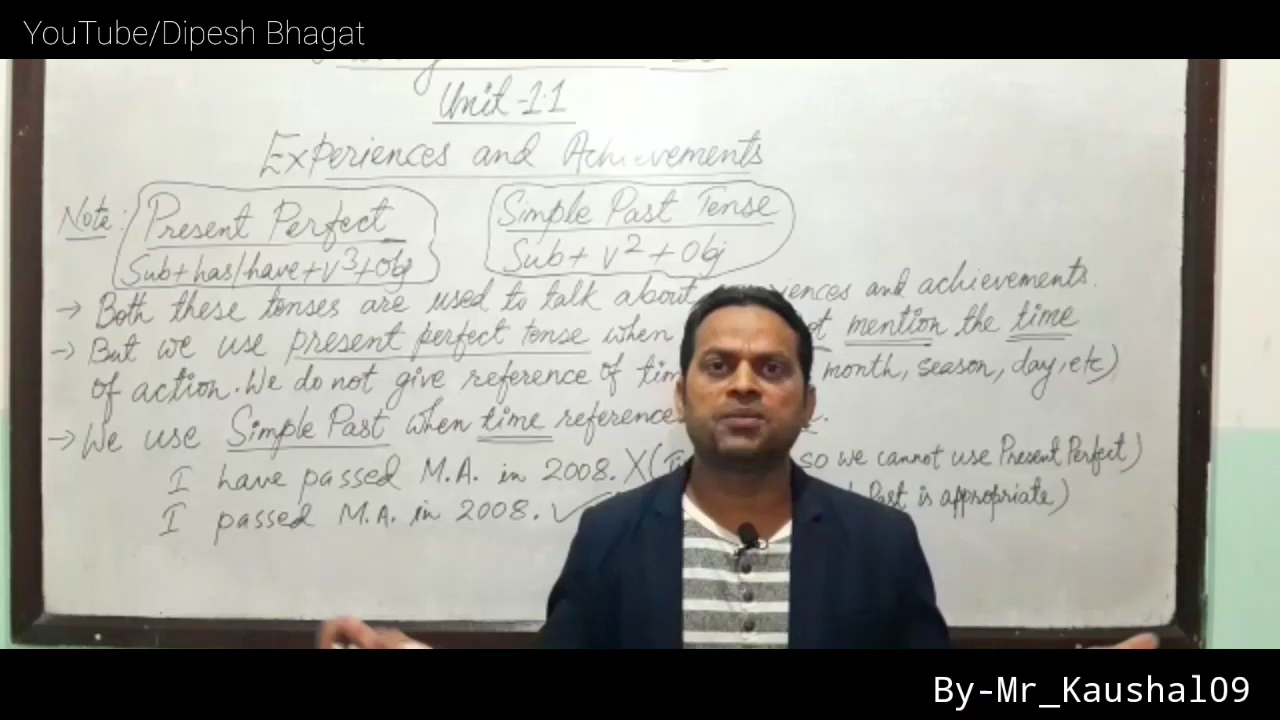 YouTube/Dipesh Bhagat
Unit-1.1
Experiences and Achievements
Note: Present Perfect Simple Past Tense
Sub+has/have+V³+Obj Sub+ V² + Obj
→ Both these tenses are used to talk about and achievements.
→ But we use present perfect tense when mention the time
of action. We do not give reference of month, season, day, etc)
→ We use Simple Past when time reference
I have passed M.A. in 2008. X ( so we cannot use Present Perfect)
I passed M.A. in 2008. ✓ Past is appropriate)
By-Mr_Kaushal09